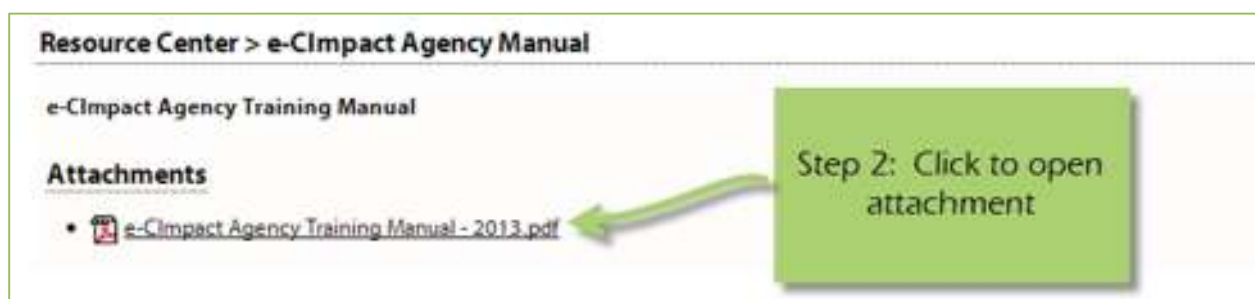 Resource Center > e-CImpact Agency Manual
e-CImpact Agency Training Manual
Attachments
• e-CImpact Agency Training Manual - 2013.pdf
Step 2: Click to open
attachment